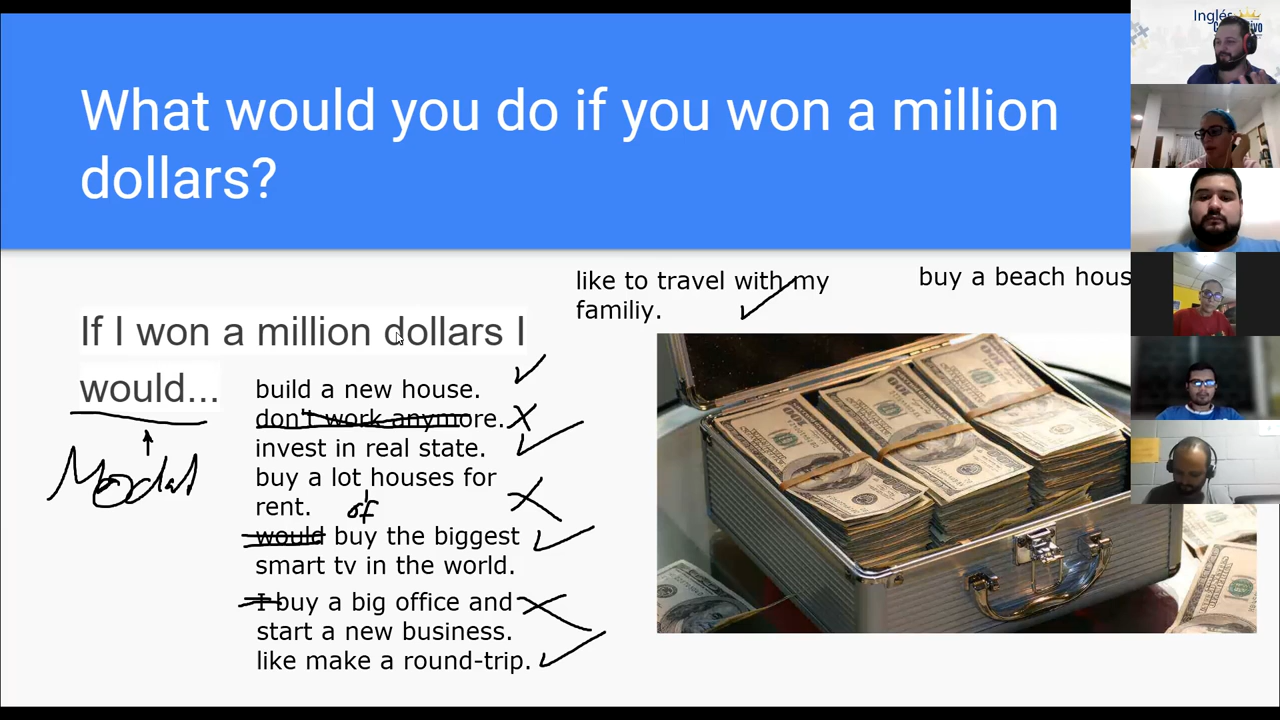 What would you do if you won a million
dollars?
Inglés
like to travel with my
familiy.
buy a beach hous
If I won a million dollars I
would...
build a new house.
don't work anymore.
invest in real state.
buy a lot houses for
rent.
of
would buy the biggest
smart tv in the world.
I buy a big office and
start a new business.
like make a round-trip.
Modal